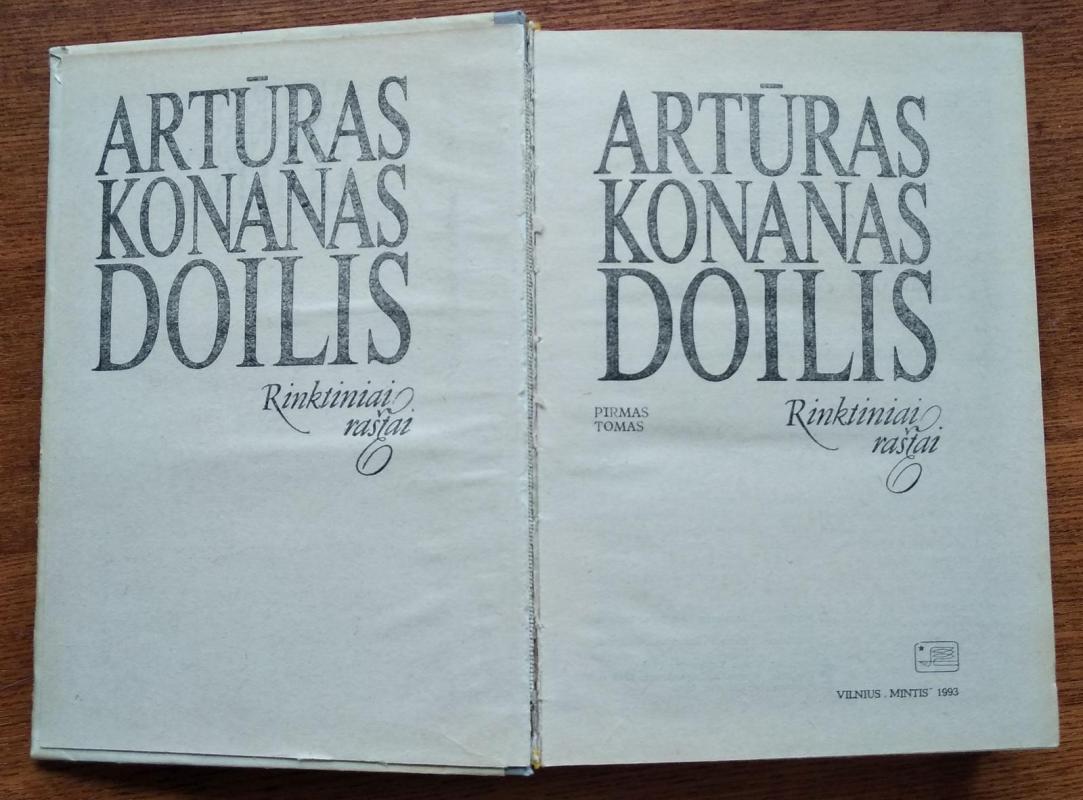 ARTŪRAS
KONANAS
DOILIS
Rinktiniai
raštai
ARTŪRAS
KONANAS
DOILIS
PIRMAS
TOMAS
Rinktiniai
raštai
VILNIUS „MINTIS“ 1993